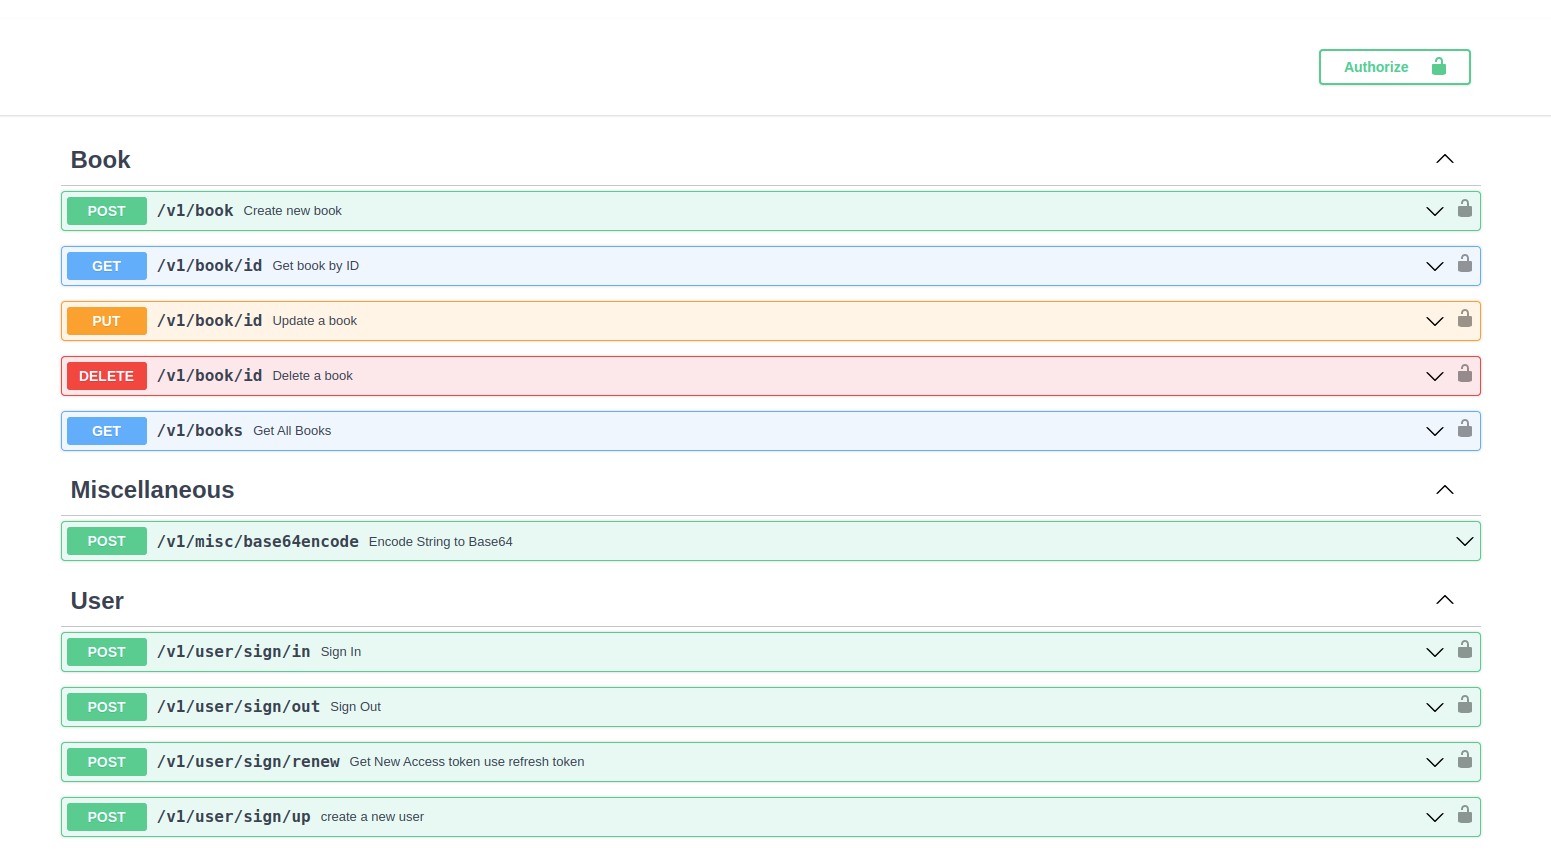 Authorize
Book
POST /v1/book Create new book
GET /v1/book/id Get book by ID
PUT /v1/book/id Update a book
DELETE /v1/book/id Delete a book
GET /v1/books Get All Books
Miscellaneous
POST /v1/misc/base64encode Encode String to Base64
User
POST /v1/user/sign/in Sign In
POST /v1/user/sign/out Sign Out
POST /v1/user/sign/renew Get New Access token use refresh token
POST /v1/user/sign/up create a new user